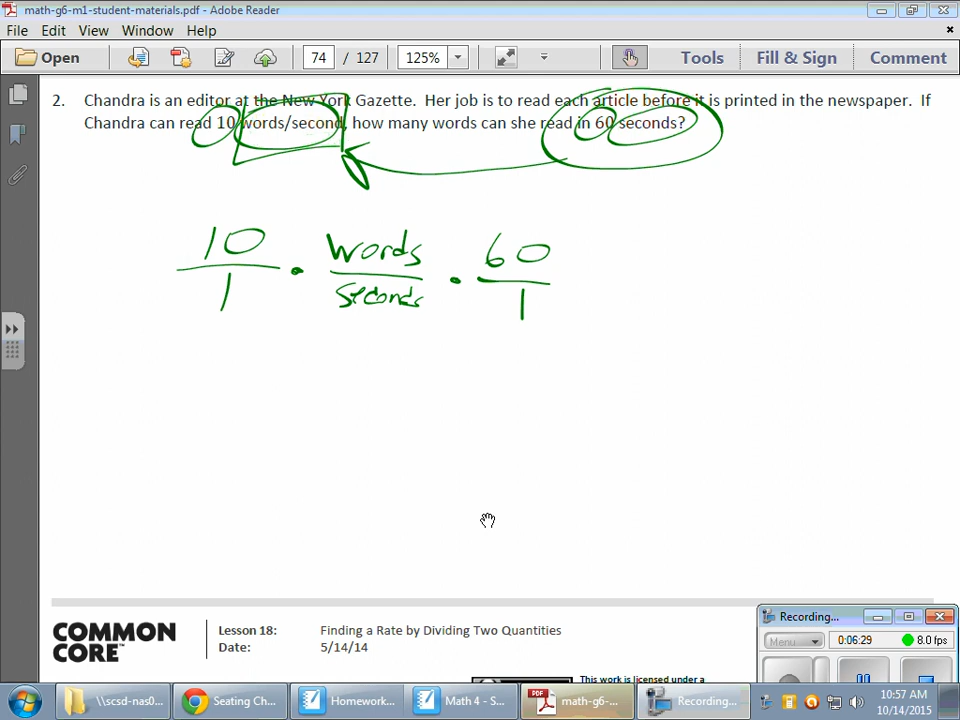 math-g6-m1-student-materials.pdf - Adobe Reader
File Edit View Window Help
Open 74 / 127 125% Tools Fill & Sign Comment
2. Chandra is an editor at the New York Gazette. Her job is to read each article before it is printed in the newspaper. If
Chandra can read 10 words/second, how many words can she read in 60 seconds?
10 words 60
1 • seconds • 1
COMMON
CORE™
Lesson 18: Finding a Rate by Dividing Two Quantities
Date: 5/14/14
This work is licensed under a
Recording...
Menu 0:06:29 8.0 fps
\\scsd-nas0... Seating Ch... Homework... Math 4 - S... math-g6-... Recording...
10:57 AM
10/14/2015